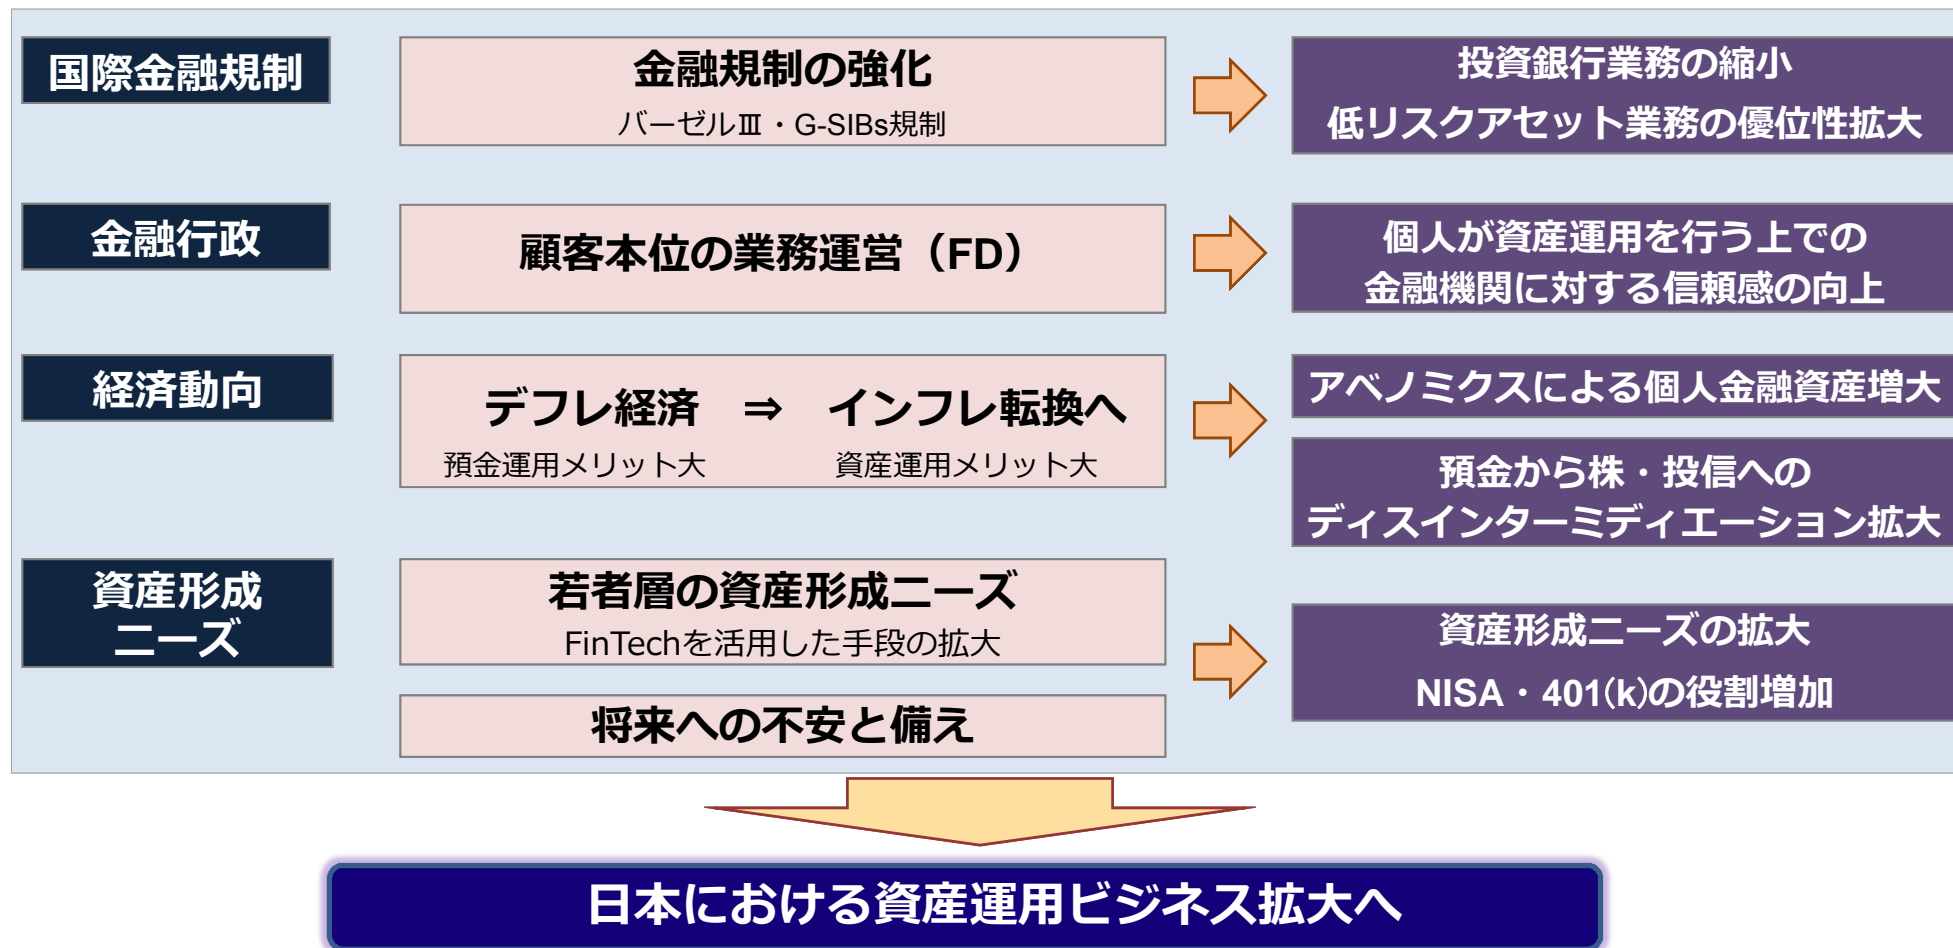 国際金融規制
金融規制の強化
バーゼルⅢ・G-SIBs規制
投資銀行業務の縮小
低リスクアセット業務の優位性拡大
金融行政
顧客本位の業務運営（FD）
個人が資産運用を行う上での
金融機関に対する信頼感の向上
経済動向
デフレ経済　⇒　インフレ転換へ
預金運用メリット大　資産運用メリット大
アベノミクスによる個人金融資産増大
預金から株・投信への
ディスインターミディエーション拡大
資産形成
ニーズ
若者層の資産形成ニーズ
FinTechを活用した手段の拡大
将来への不安と備え
資産形成ニーズの拡大
NISA・401(k)の役割増加
日本における資産運用ビジネス拡大へ